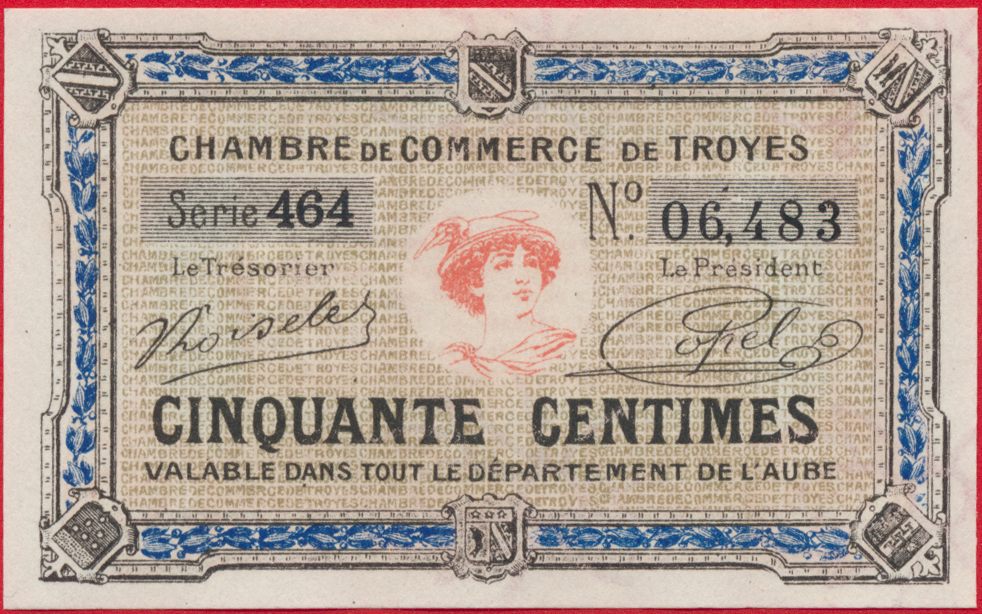 CHAMBRE DE COMMERCE DE TROYES
Serie 464
Nº. 06,483
Le Trésorier
Le President
CINQUANTE CENTIMES
VALABLE DANS TOUT LE DÉPARTEMENT DE L'AUBE